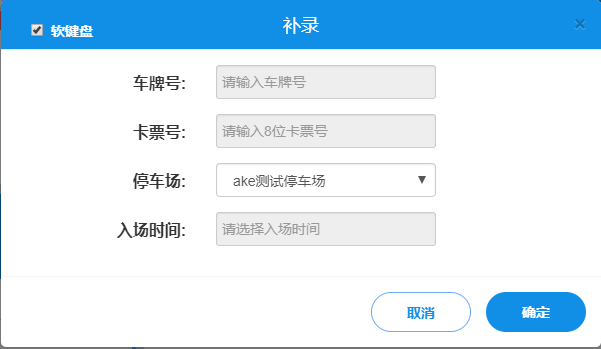 软键盘
补录
×
车牌号:
请输入车牌号
卡票号:
请输入8位卡票号
停车场:
ake测试停车场
入场时间:
请选择入场时间
取消
确定